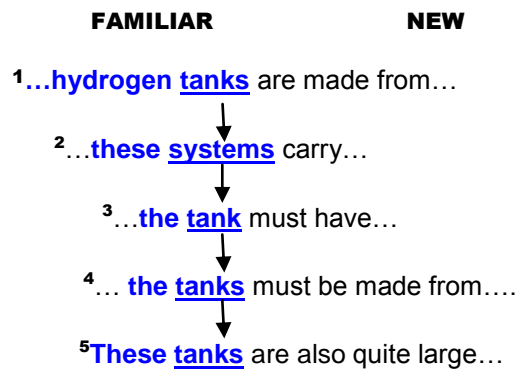 FAMILIAR NEW
1…hydrogen tanks are made from…
2…these systems carry…
3…the tank must have…
4… the tanks must be made from….
5These tanks are also quite large…